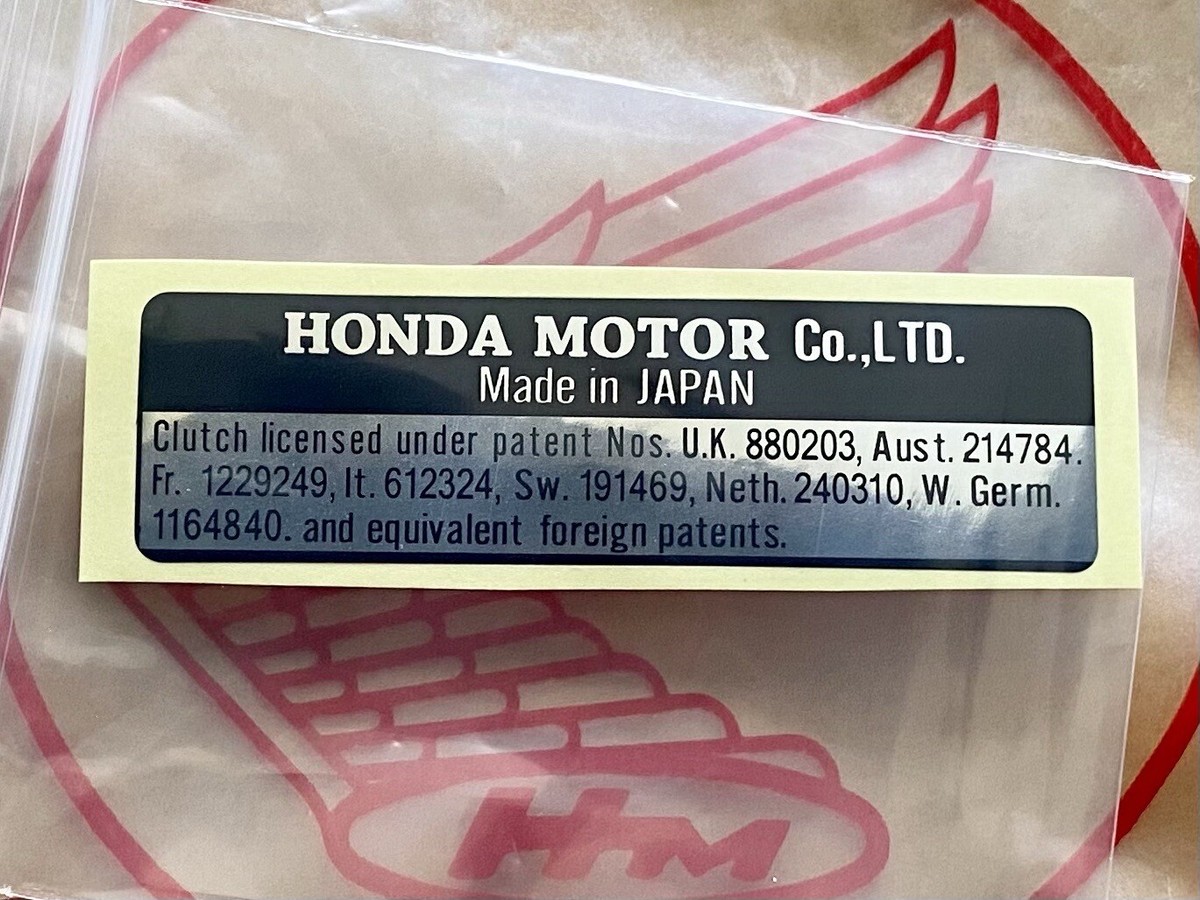 HONDA MOTOR Co.,LTD.
Made in JAPAN
Clutch licensed under patent Nos. U.K. 880203, Aust. 214784.
Fr. 1229249, It. 612324, Sw. 191469, Neth. 240310, W. Germ.
1164840. and equivalent foreign patents.
HM